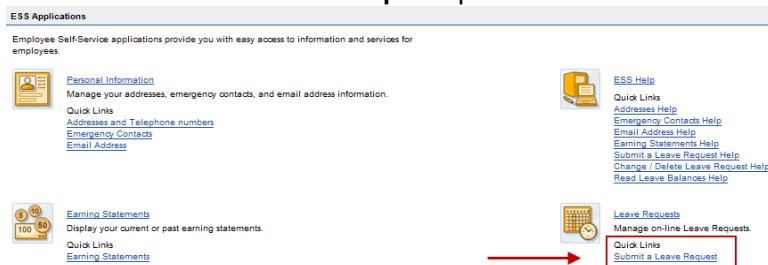 ESS Applications
Employee Self-Service applications provide you with easy access to information and services for
employees.
Personal Information
Manage your addresses, emergency contacts, and email address information.
Quick Links
Addresses and Telephone numbers
Emergency Contacts
Email Address
ESS Help
Quick Links
Addresses Help
Emergency Contacts Help
Email Address Help
Earning Statements Help
Submit a Leave Request Help
Change / Delete Leave Request Help
Read Leave Balances Help
5 10
100 50
Earning Statements
Display your current or past earning statements.
Quick Links
Earning Statements
Leave Requests
Manage on-line Leave Requests.
Quick Links
Submit a Leave Request